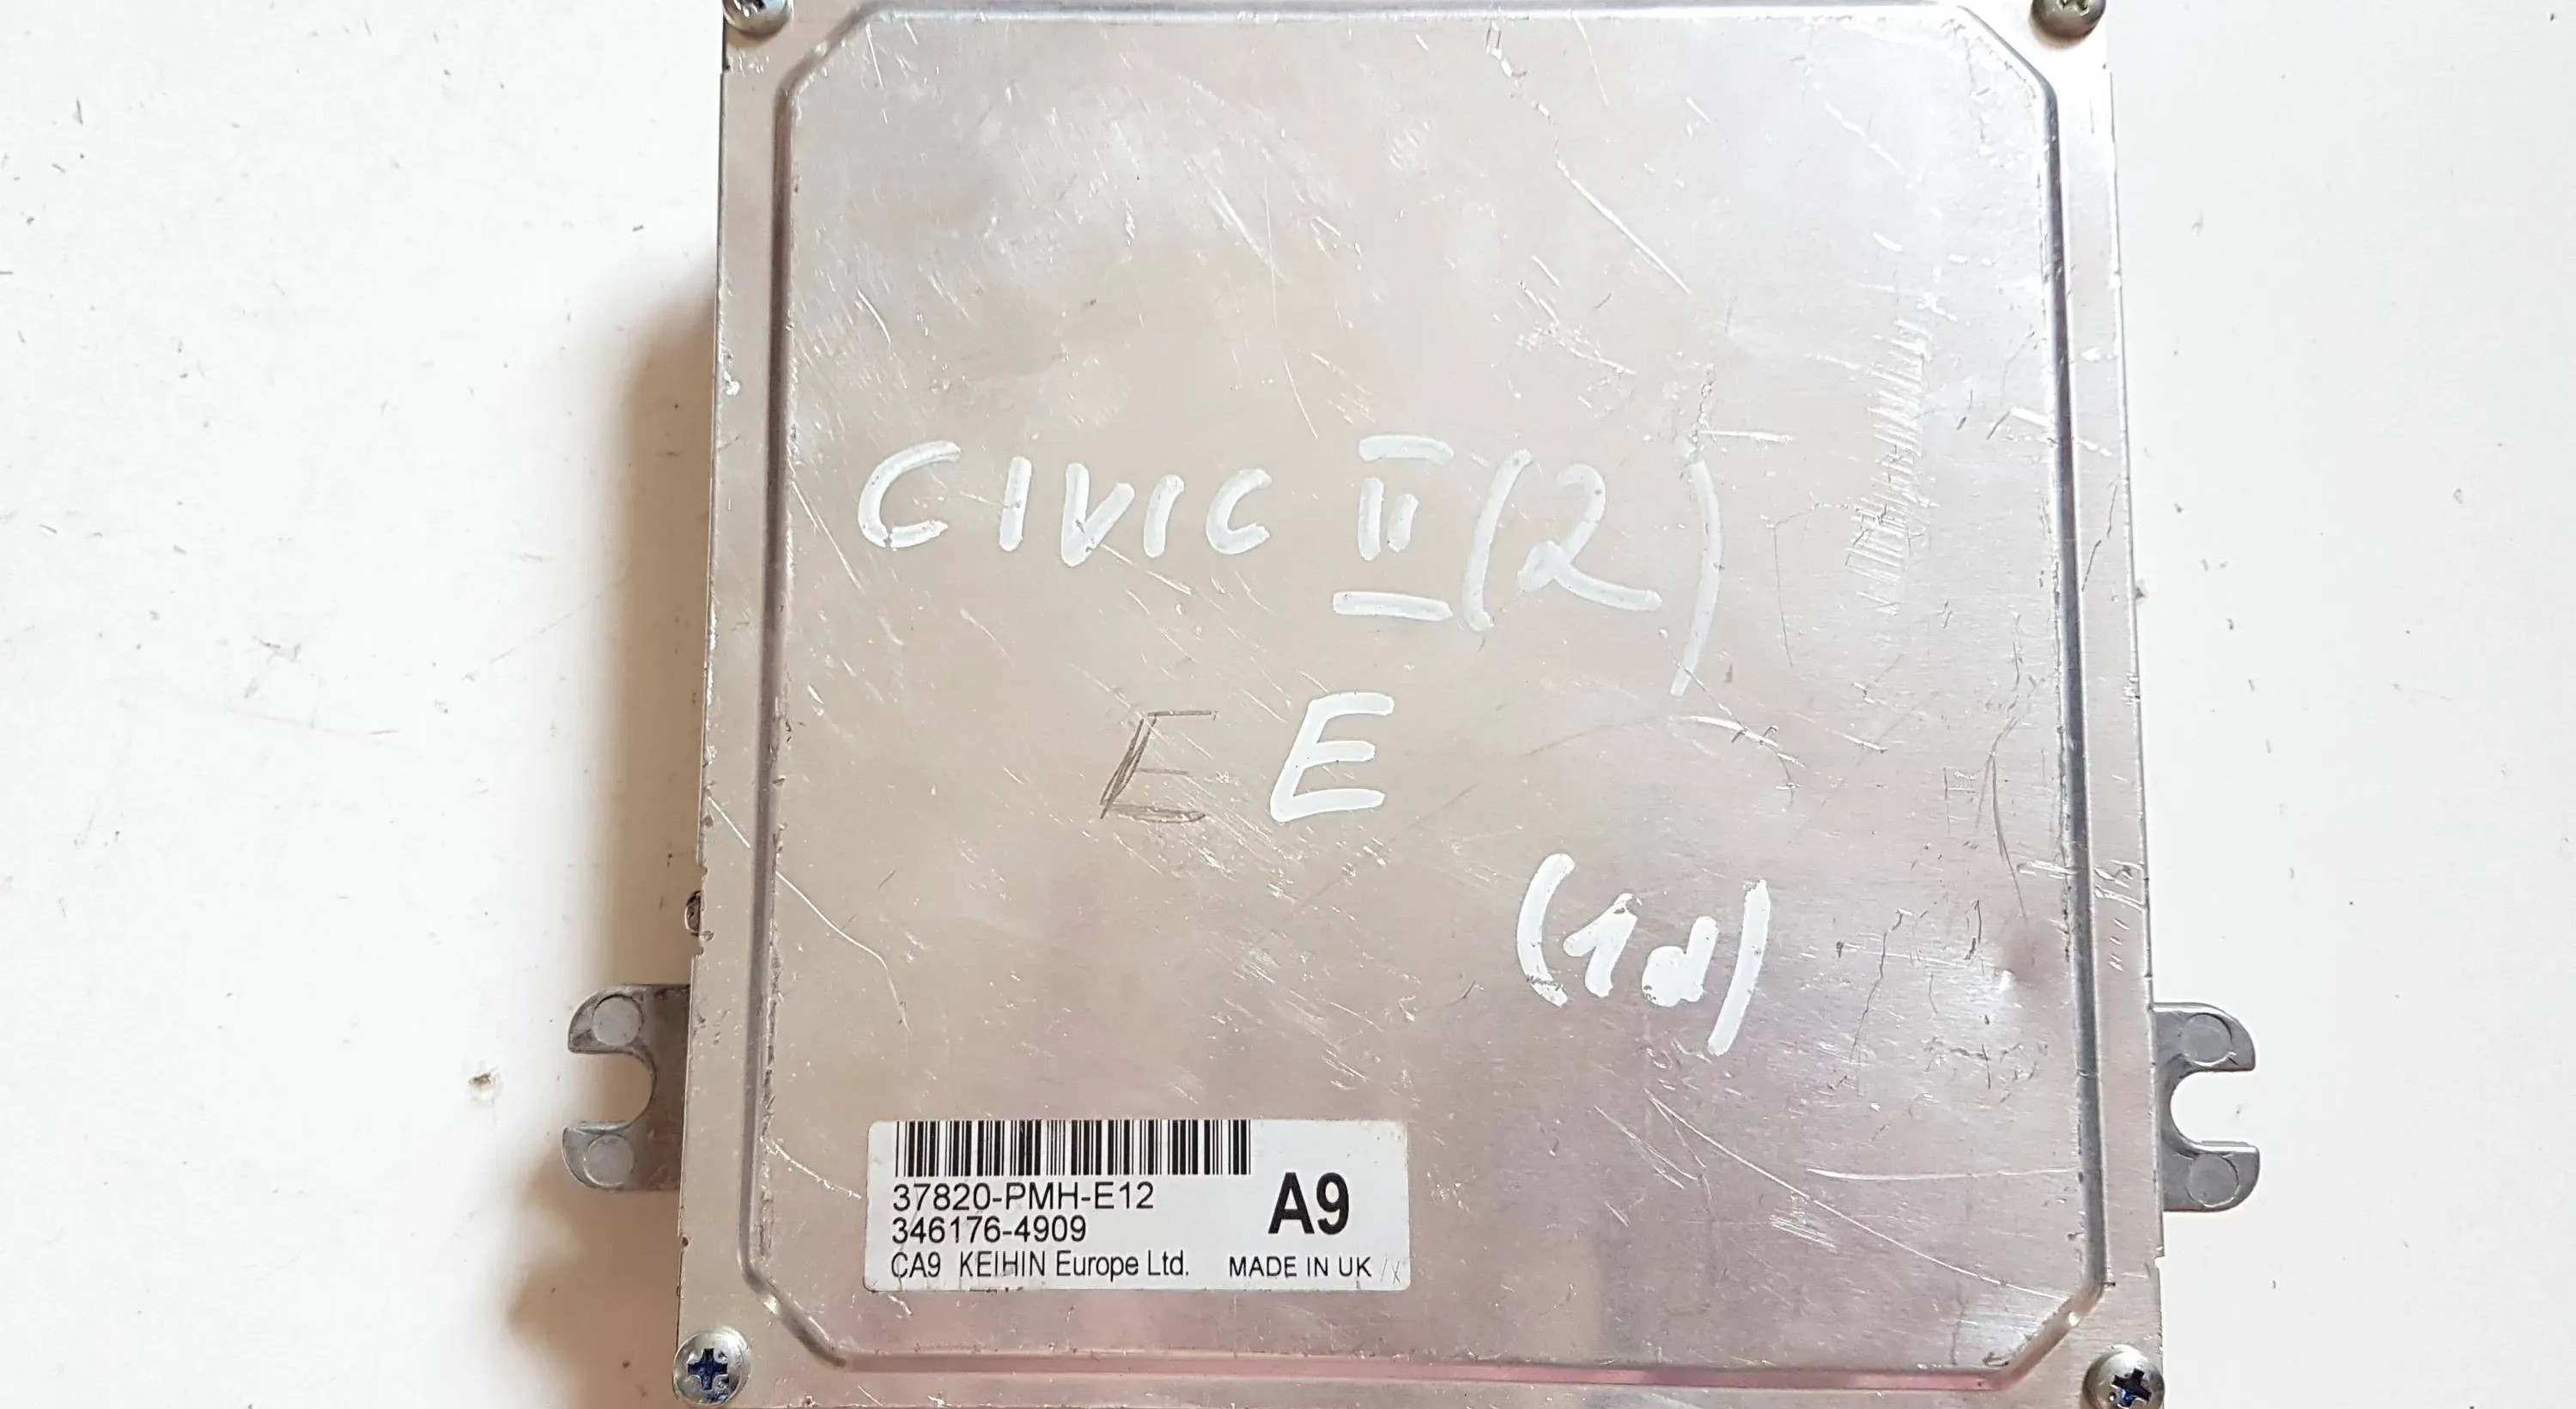 CIVIC II (2)
E E
(1d)
37820-PMH-E12
346176-4909
A9
CA9 KEIHIN Europe Ltd. MADE IN UK